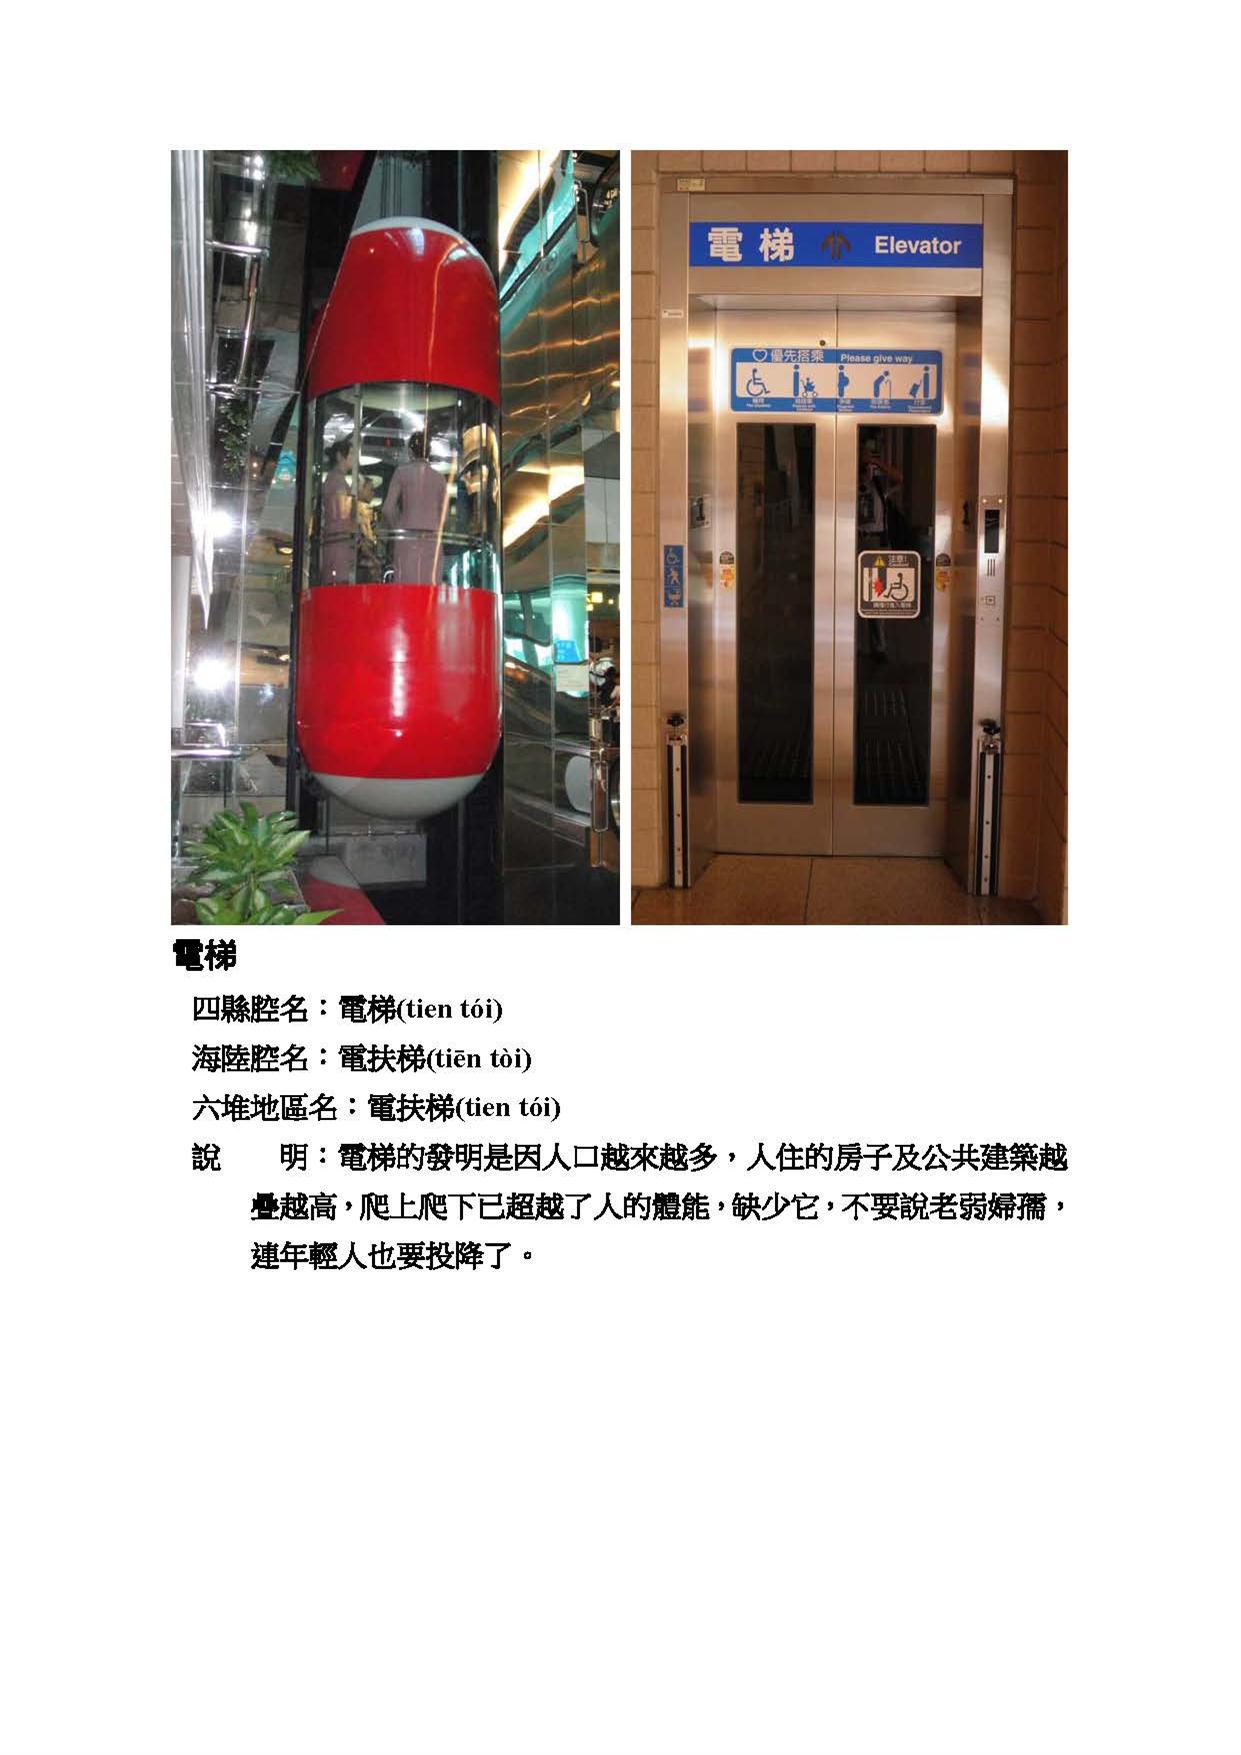 電梯 Elevator
優先搭乘 Please give way
注意!
電梯
四縣腔名：電梯(tien tói)
海陸腔名：電扶梯(tiēn tòi)
六堆地區名：電扶梯(tien tói)
說　　明：電梯的發明是因人口越來越多，人住的房子及公共建築越
疊越高，爬上爬下已超越了人的體能，缺少它，不要說老弱婦孺，
連年輕人也要投降了。